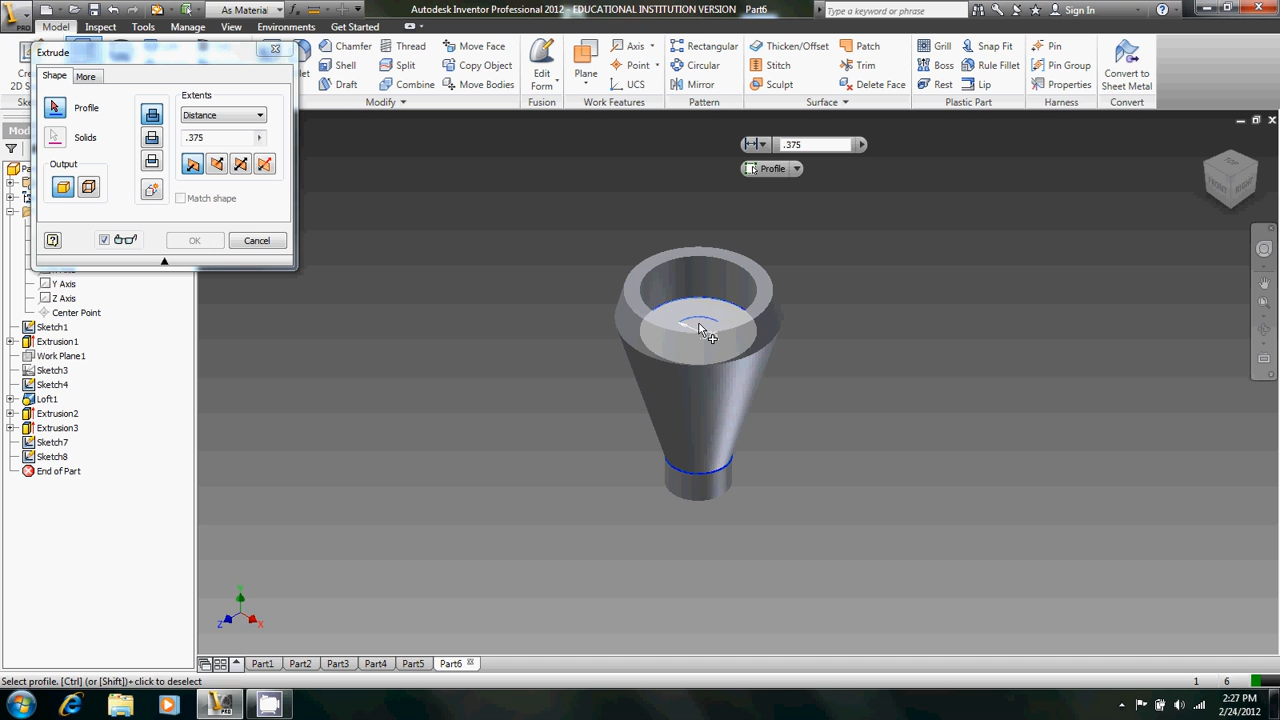 Autodesk Inventor Professional 2012 - EDUCATIONAL INSTITUTION VERSION Part6
As Material
Type a keyword or phrase
Sign In
PRO
Model Inspect Tools Manage View Environments Get Started
Chamfer Thread Move Face
Shell Split Copy Object
Draft Combine Move Bodies
Modify
Edit
Form
Fusion
Plane
Axis
Point
UCS
Work Features
Rectangular
Circular
Mirror
Pattern
Thicken/Offset Patch
Stitch Trim
Sculpt Delete Face
Surface
Grill Snap Fit
Boss Rule Fillet
Rest Lip
Plastic Part
Pin
Pin Group
Harness
Convert to
Sheet Metal
Convert
Extrude
Shape More
Profile
Solids
Output
Extents
Distance
.375
Match shape
OK Cancel
.375
Profile
TOP
FRONT
RIGHT
Y Axis
Z Axis
Center Point
Sketch1
Extrusion1
Work Plane1
Sketch3
Sketch4
Loft1
Extrusion2
Extrusion3
Sketch7
Sketch8
End of Part
Y
Z
X
Part1 Part2 Part3 Part4 Part5 Part6
Select profile. [Ctrl] (or [Shift]) + click to deselect
1 6
PRO
2:27 PM
2/24/2012